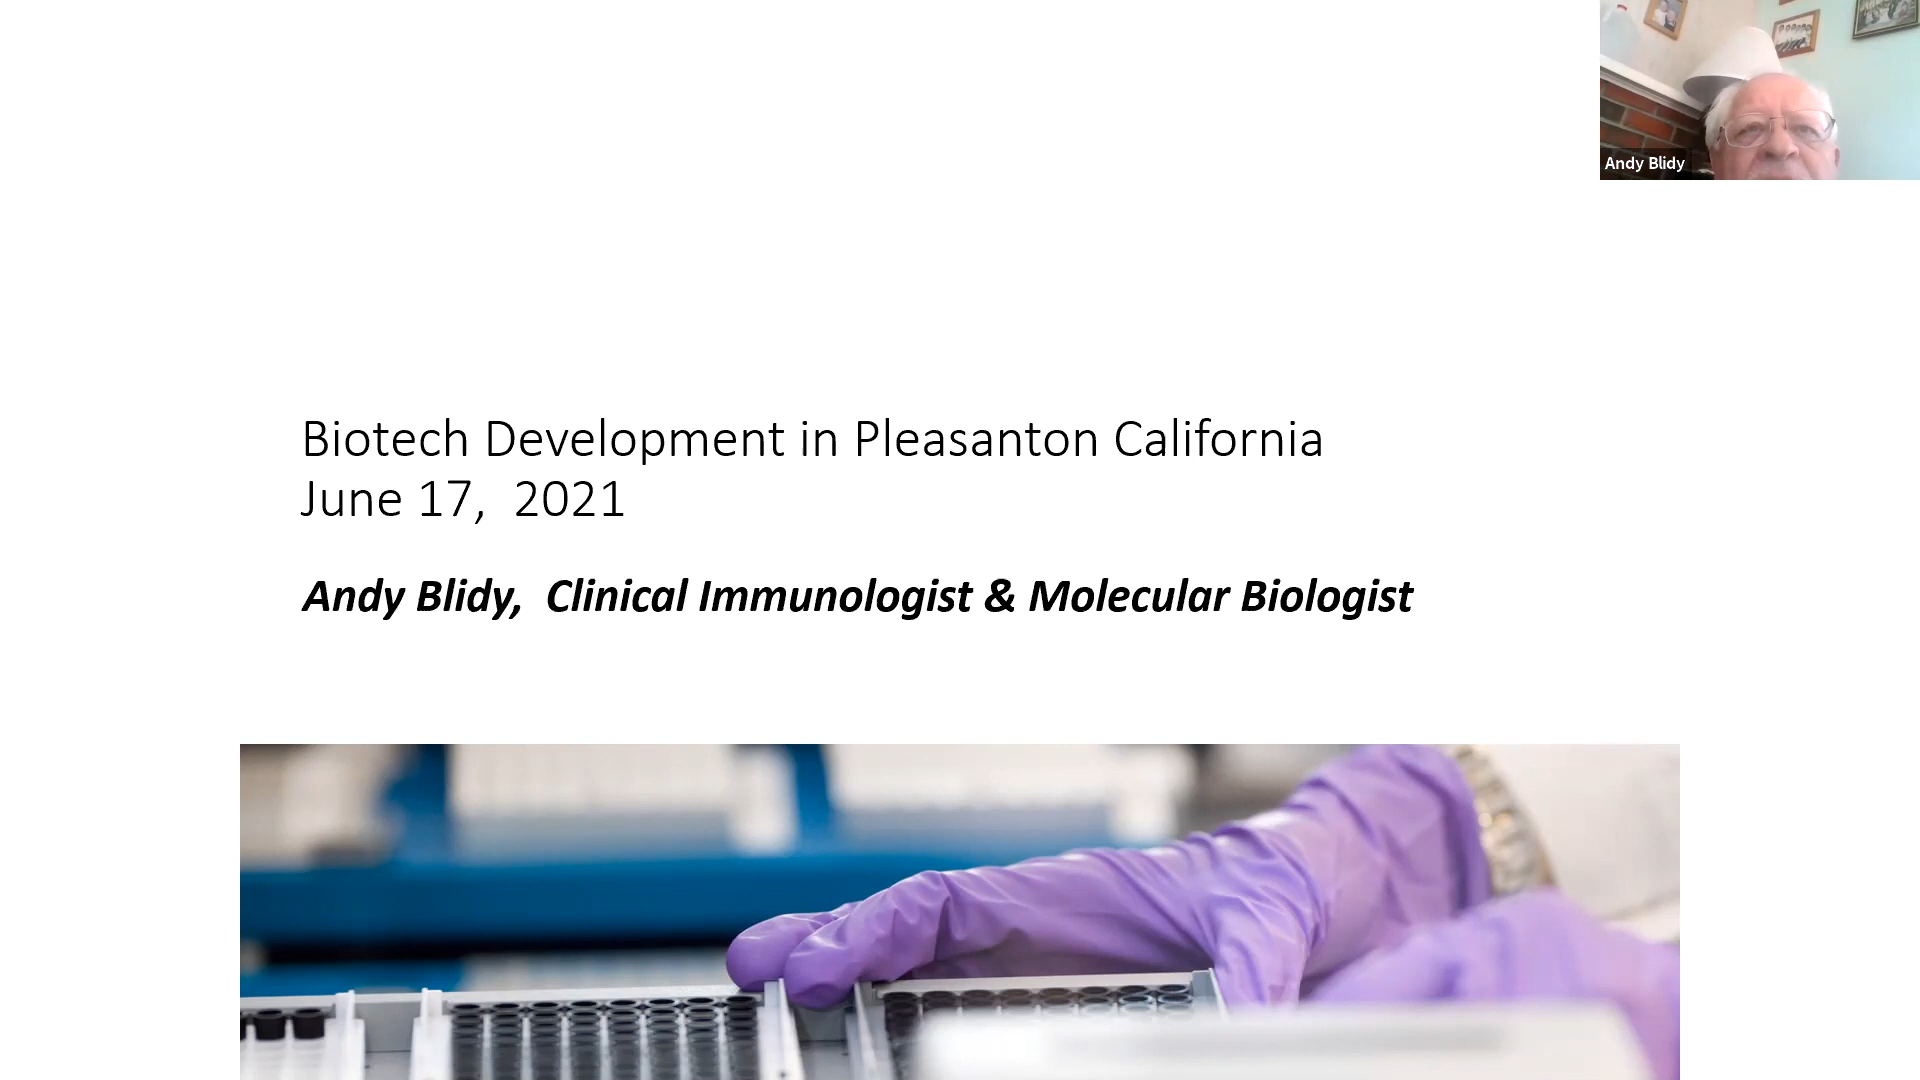 Andy Blidy
Biotech Development in Pleasanton California
June 17,  2021
Andy Blidy,  Clinical Immunologist & Molecular Biologist